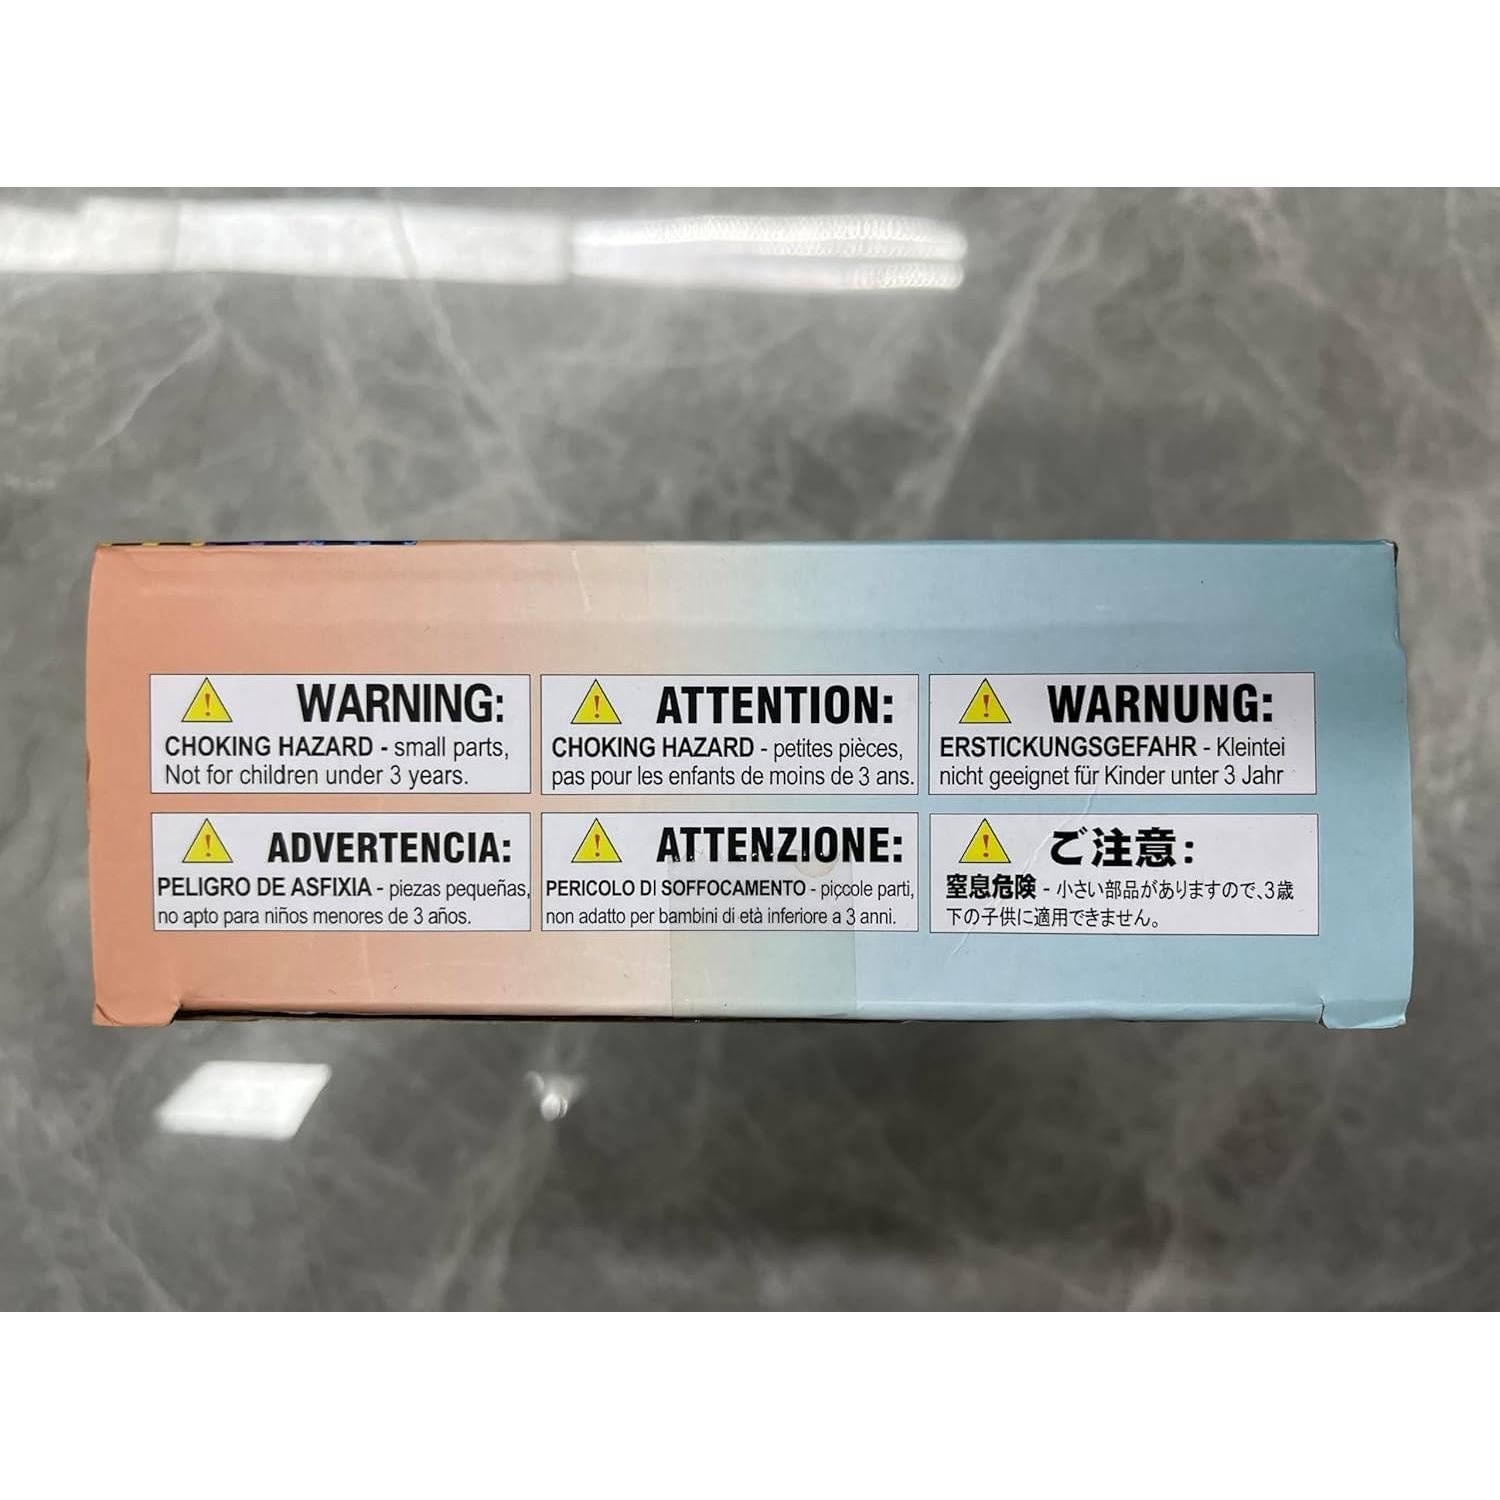 WARNING:
CHOKING HAZARD - small parts,
Not for children under 3 years.
ATTENTION:
CHOKING HAZARD - petites pièces,
pas pour les enfants de moins de 3 ans.
WARNUNG:
ERSTICKUNGSGEFAHR - Kleintei
nicht geeignet für Kinder unter 3 Jahr
ADVERTENCIA:
PELIGRO DE ASFIXIA - piezas pequeñas,
no apto para niños menores de 3 años.
ATTENZIONE:
PERICOLO DI SOFFOCAMENTO - piccole parti,
non adatto per bambini di età inferiore a 3 anni.
ご注意:
窒息危険 - 小さい部品がありますので、3歳
下の子供に適用できません。